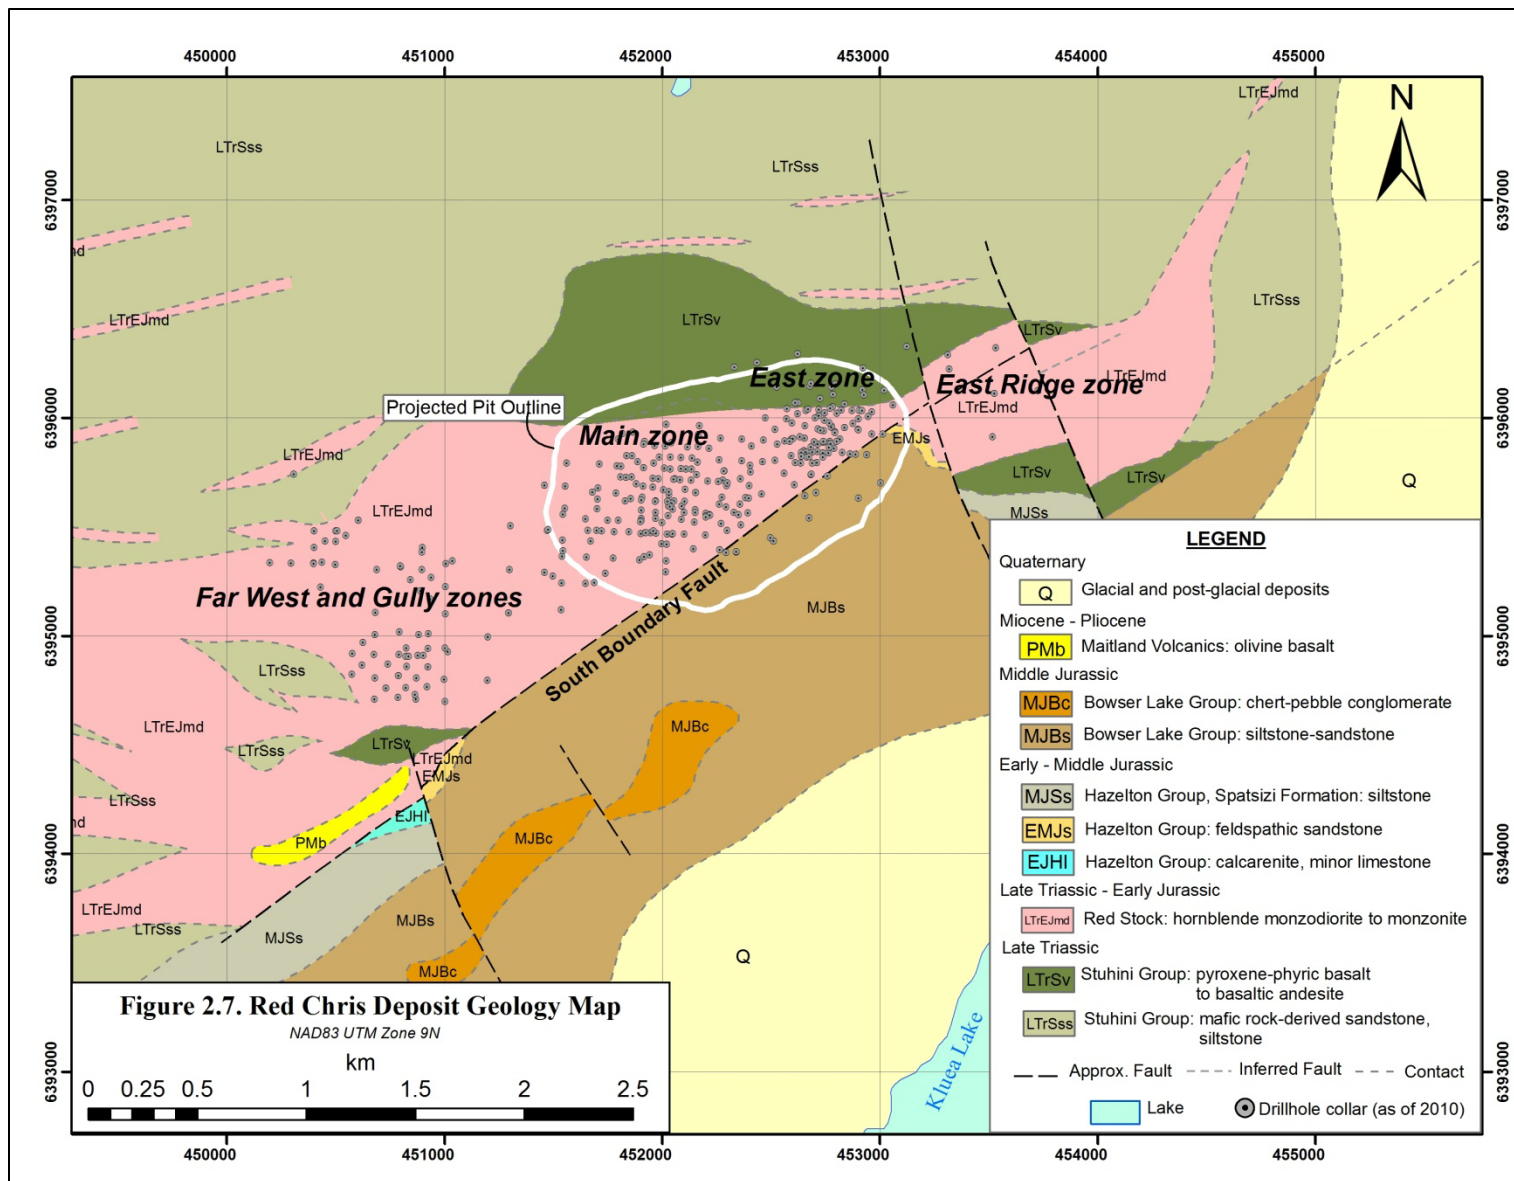 450000 451000 452000 453000 454000 455000
LTrEJmd
N
LTrSss
LTrSss
6397000
6397000
nd
LTrEJmd
LTrSv
LTrSv
LTrSss
East zone
East Ridge zone
LTrEJmd
LTrEJmd
Projected Pit Outline
6396000
6396000
Main zone
EMJs
LTrEJmd
LTrSv
LTrSv
Q
LTrEJmd
MJSs
Far West and Gully zones
South Boundary Fault
MJBs
6395000
6395000
LTrSss
LTrEJmd
LTrSv
LTrSss
MJBc
LTrEJmd
EMJs
LTrSss
EJHI
nd
PMb
MJBc
6394000
6394000
LTrEJmd
LTrSss
MJBs
MJSs
MJBc
Q
Kluea Lake
6393000
6393000
LEGEND
Quaternary
Q Glacial and post-glacial deposits
Miocene - Pliocene
PMb Maitland Volcanics: olivine basalt
Middle Jurassic
MJBc Bowser Lake Group: chert-pebble conglomerate
MJBs Bowser Lake Group: siltstone-sandstone
Early - Middle Jurassic
MJSs Hazelton Group, Spatsizi Formation: siltstone
EMJs Hazelton Group: feldspathic sandstone
EJHI Hazelton Group: calcarenite, minor limestone
Late Triassic - Early Jurassic
LTrEJmd Red Stock: hornblende monzodiorite to monzonite
Late Triassic
LTrSv Stuhini Group: pyroxene-phyric basalt
to basaltic andesite
LTrSss Stuhini Group: mafic rock-derived sandstone,
siltstone
Approx. Fault Inferred Fault Contact
Lake Drillhole collar (as of 2010)
Figure 2.7. Red Chris Deposit Geology Map
NAD83 UTM Zone 9N
km
0 0.25 0.5 1 1.5 2 2.5
450000 451000 452000 453000 454000 455000